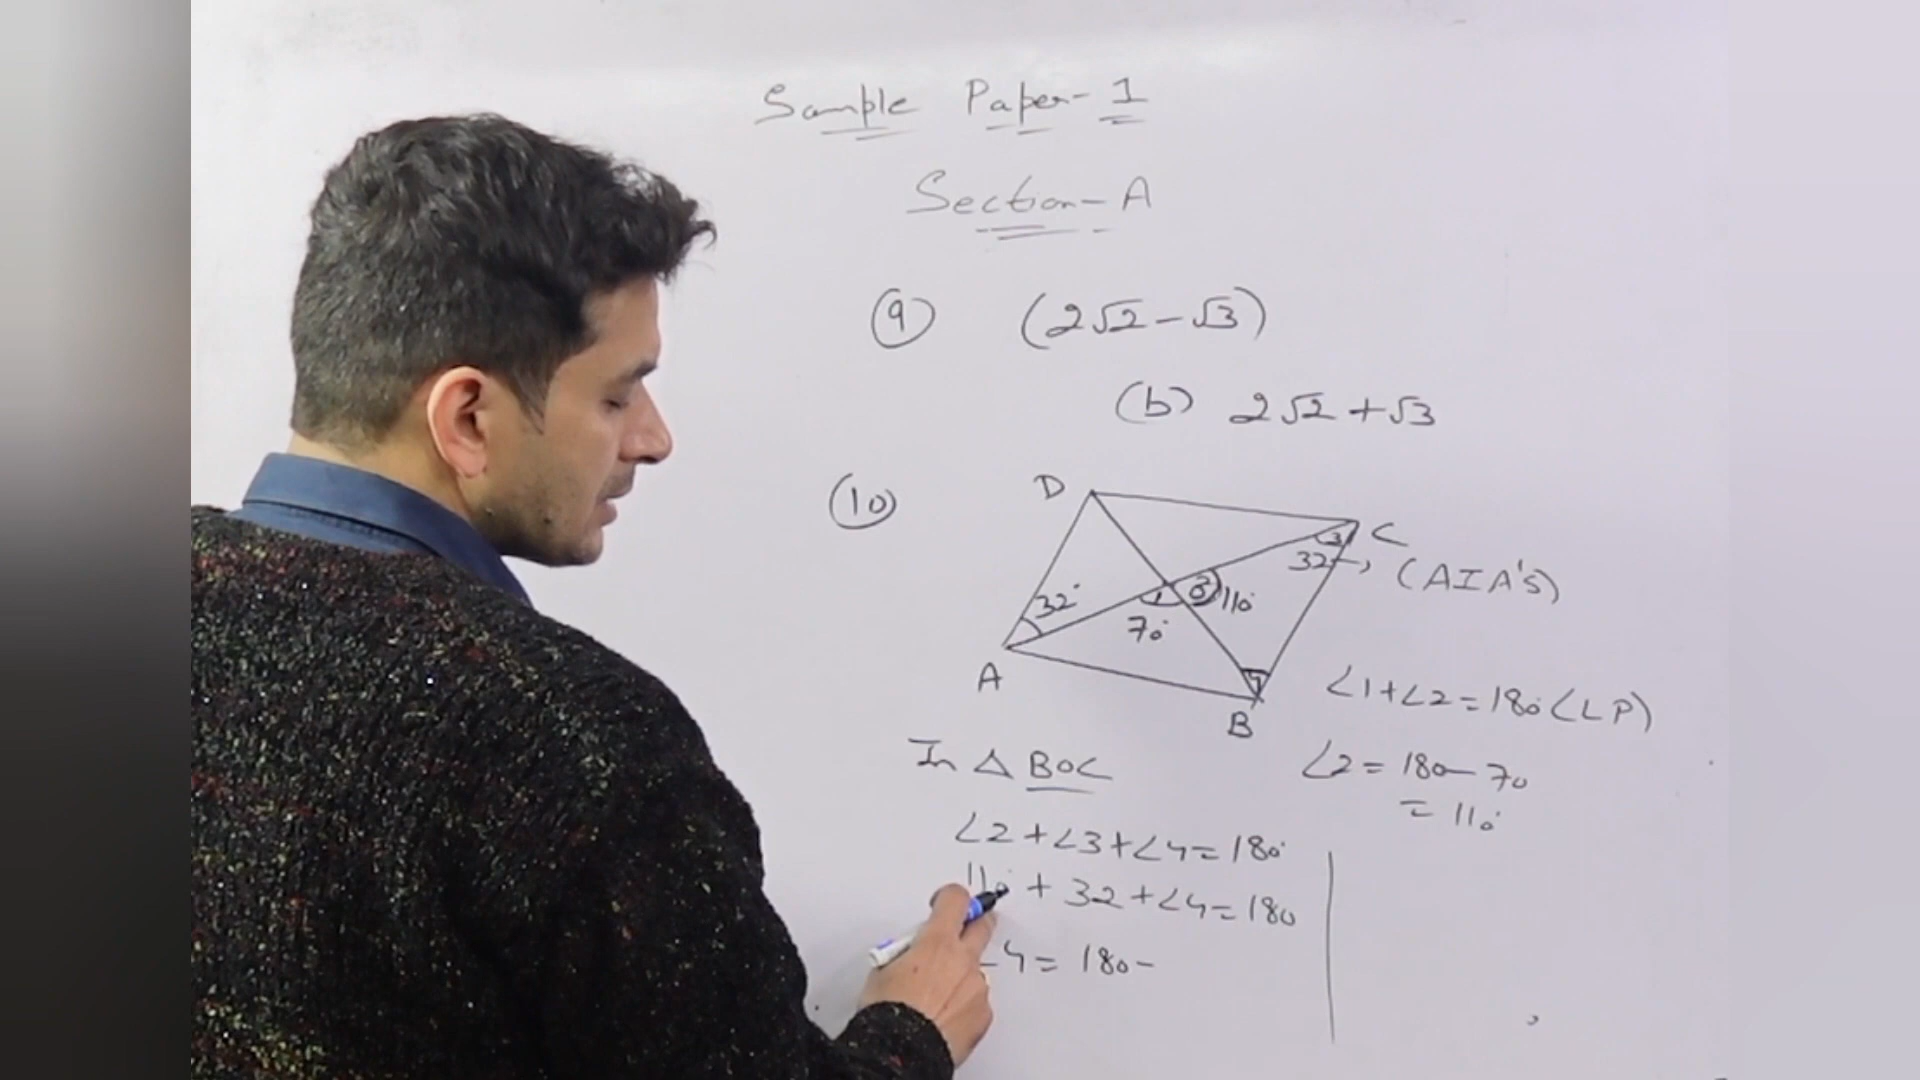 Sample Paper-1
Section-A
(9) (2√2-√3)
(b) 2√2+√3
(10)
D
C
3
32°
32→ (AIA's)
1
2
110°
70°
A
4
B
∠1+∠2=180°(LP)
In △ BOC
∠2=180-70
=110°
∠2+∠3+∠4=180°
110°+32+∠4=180
∠4=180-